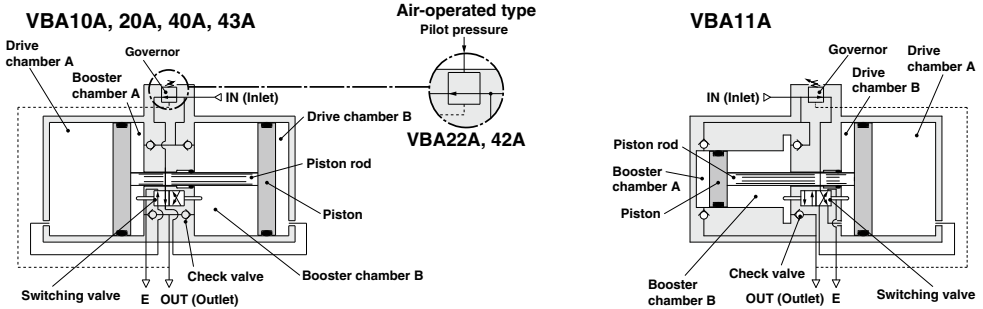 VBA10A, 20A, 40A, 43A
Air-operated type
Pilot pressure
VBA22A, 42A
Drive
chamber A
Booster
chamber A
Governor
IN (Inlet)
Drive chamber B
Piston rod
Piston
Booster chamber B
Check valve
Switching valve
E
OUT (Outlet)
VBA11A
Governor
Drive
chamber A
Drive
chamber B
IN (Inlet)
Piston rod
Booster
chamber A
Piston
Booster
chamber B
Check valve
OUT (Outlet)
E
Switching valve